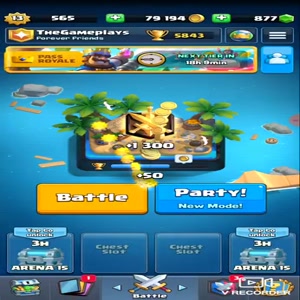 13 565 79 194 877
TheGameplays 5843
Forever Friends
PASS ROYALE NEXT TIER IN
18h 9min
+1 300
+50
Battle Party!
New Mode!
Tap to unlock Tap to unlock
3H Chest Slot Chest Slot 3H
ARENA 15 ARENA 15
Battle
V RECORDER